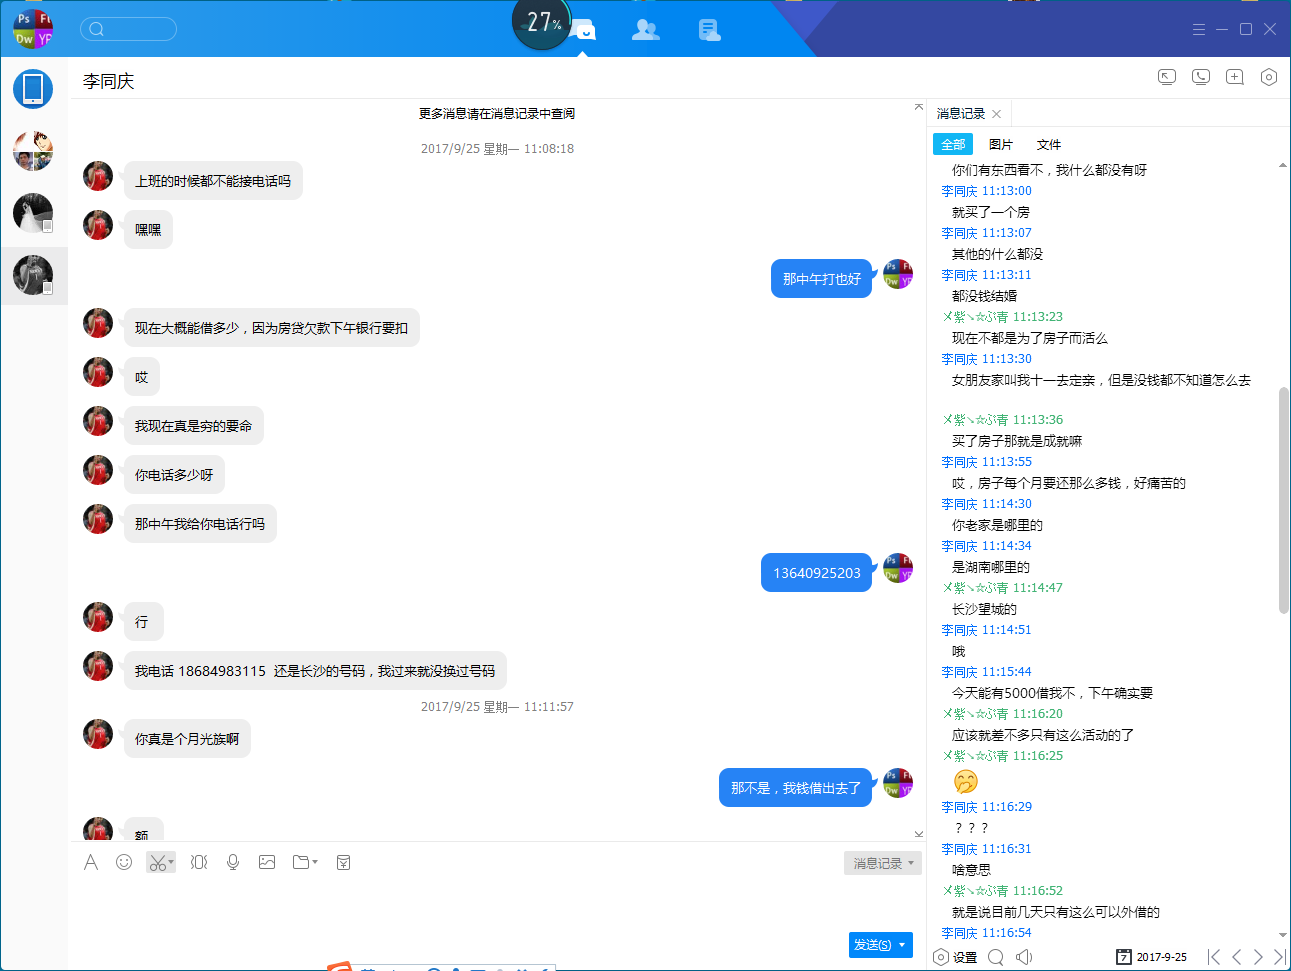 27%
李同庆
更多消息请在消息记录中查阅
2017/9/25 星期一 11:08:18
上班的时候都不能接电话吗
嘿嘿
那中午打也好
现在大概能借多少，因为房贷欠款下午银行要扣
哎
我现在真是穷的要命
你电话多少呀
那中午我给你电话行吗
13640925203
行
我电话 18684983115  还是长沙的号码，我过来就没换过号码
2017/9/25 星期一 11:11:57
你真是个月光族啊
那不是，我钱借出去了
额
消息记录
发送(S)
消息记录
全部 图片 文件
你们有东西看不，我什么都没有呀
李同庆 11:13:00
就买了一个房
李同庆 11:13:07
其他的什么都没
李同庆 11:13:11
都没钱结婚
メ紫↘☆ぷ青 11:13:23
现在不都是为了房子而活么
李同庆 11:13:30
女朋友家叫我十一去定亲，但是没钱都不知道怎么去
メ紫↘☆ぷ青 11:13:36
买了房子那就是成就嘛
李同庆 11:13:55
哎，房子每个月要还那么多钱，好痛苦的
李同庆 11:14:30
你老家是哪里的
李同庆 11:14:34
是湖南哪里的
メ紫↘☆ぷ青 11:14:47
长沙望城的
李同庆 11:14:51
哦
李同庆 11:15:44
今天能有5000借我不，下午确实要
メ紫↘☆ぷ青 11:16:20
应该就差不多只有这么活动的了
メ紫↘☆ぷ青 11:16:25
李同庆 11:16:29
？？？
李同庆 11:16:31
啥意思
メ紫↘☆ぷ青 11:16:52
就是说目前几天只有这么可以外借的
李同庆 11:16:54
设置
7 2017-9-25